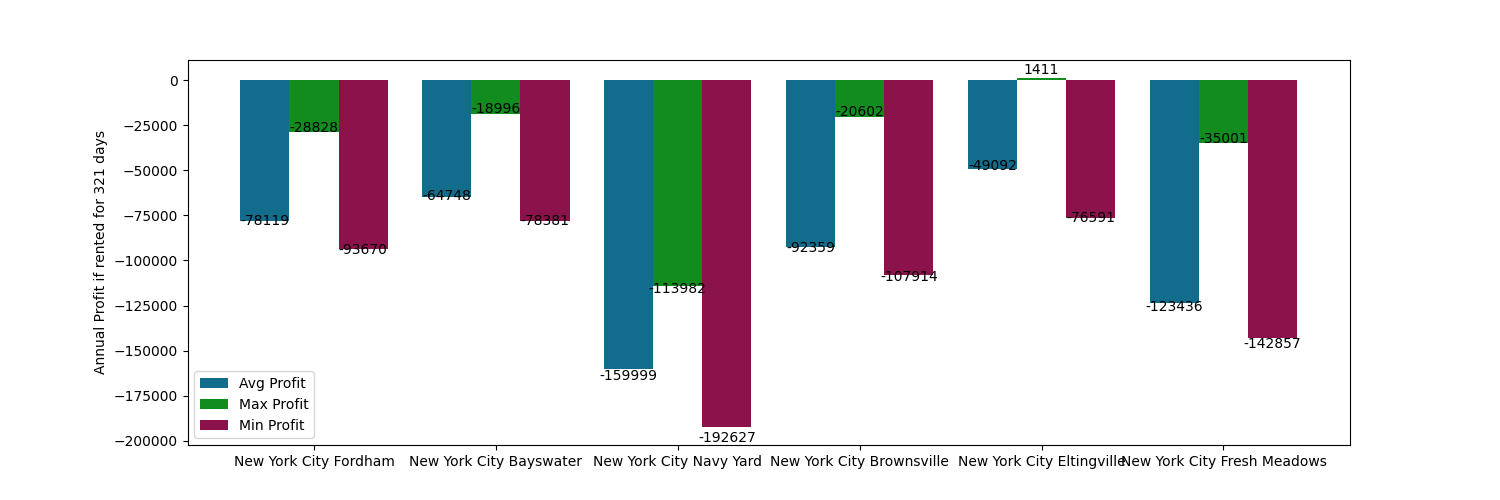 0
−25000
−50000
−75000
−100000
−125000
−150000
−175000
−200000
Annual Profit if rented for 321 days
-78119
-28828
-93670
-64748
-18996
-78381
-159999
-113982
-192627
-92359
-20602
-107914
-49092
1411
-76591
-123436
-35001
-142857
Avg Profit
Max Profit
Min Profit
New York City Fordham
New York City Bayswater
New York City Navy Yard
New York City Brownsville
New York City Eltingville
New York City Fresh Meadows